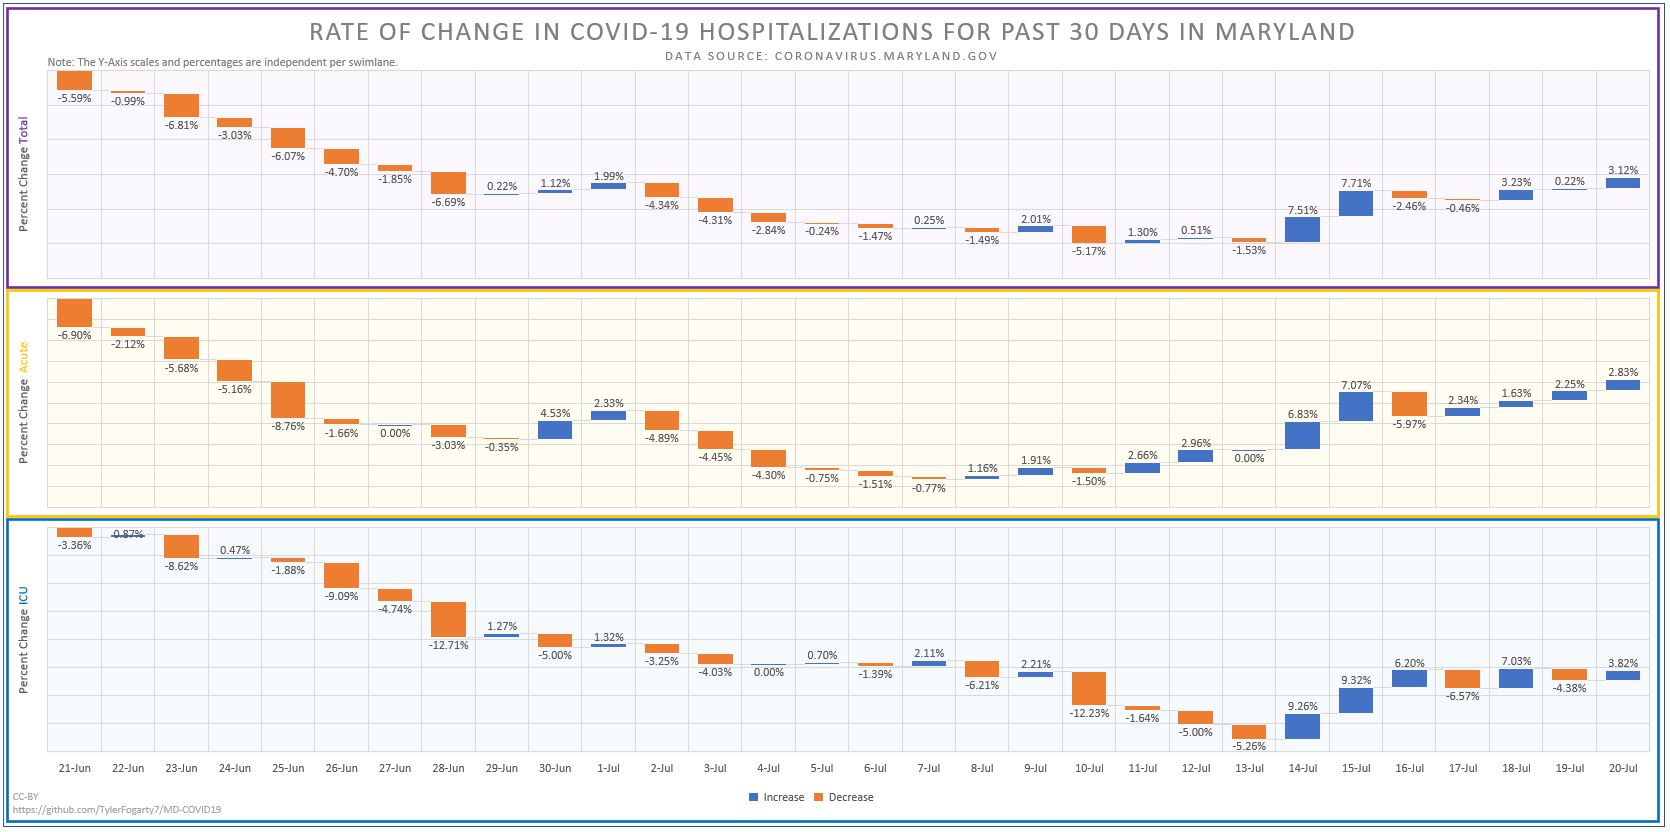 RATE OF CHANGE IN COVID-19 HOSPITALIZATIONS FOR PAST 30 DAYS IN MARYLAND
DATA SOURCE: CORONAVIRUS.MARYLAND.GOV
Note: The Y-Axis scales and percentages are independent per swimlane.
Percent Change Total
-5.59% -0.99% -6.81% -3.03% -6.07% -4.70% -1.85% -6.69% 0.22% 1.12% 1.99% -4.34% -4.31% -2.84% -0.24% -1.47% 0.25% -1.49% 2.01% -5.17% 1.30% 0.51% -1.53% 7.51% 7.71% -2.46% -0.46% 3.23% 0.22% 3.12%
Percent Change Acute
-6.90% -2.12% -5.68% -5.16% -8.76% -1.66% 0.00% -3.03% -0.35% 4.53% 2.33% -4.89% -4.45% -4.30% -0.75% -1.51% -0.77% 1.16% 1.91% -1.50% 2.66% 2.96% 0.00% 6.83% 7.07% -5.97% 2.34% 1.63% 2.25% 2.83%
Percent Change ICU
-3.36% 0.87% -8.62% 0.47% -1.88% -9.09% -4.74% -12.71% 1.27% -5.00% 1.32% -3.25% -4.03% 0.00% 0.70% -1.39% 2.11% -6.21% 2.21% -12.23% -1.64% -5.00% -5.26% 9.26% 9.32% 6.20% -6.57% 7.03% -4.38% 3.82%
21-Jun 22-Jun 23-Jun 24-Jun 25-Jun 26-Jun 27-Jun 28-Jun 29-Jun 30-Jun 1-Jul 2-Jul 3-Jul 4-Jul 5-Jul 6-Jul 7-Jul 8-Jul 9-Jul 10-Jul 11-Jul 12-Jul 13-Jul 14-Jul 15-Jul 16-Jul 17-Jul 18-Jul 19-Jul 20-Jul
Increase Decrease
CC-BY
https://github.com/TylerFogarty7/MD-COVID19